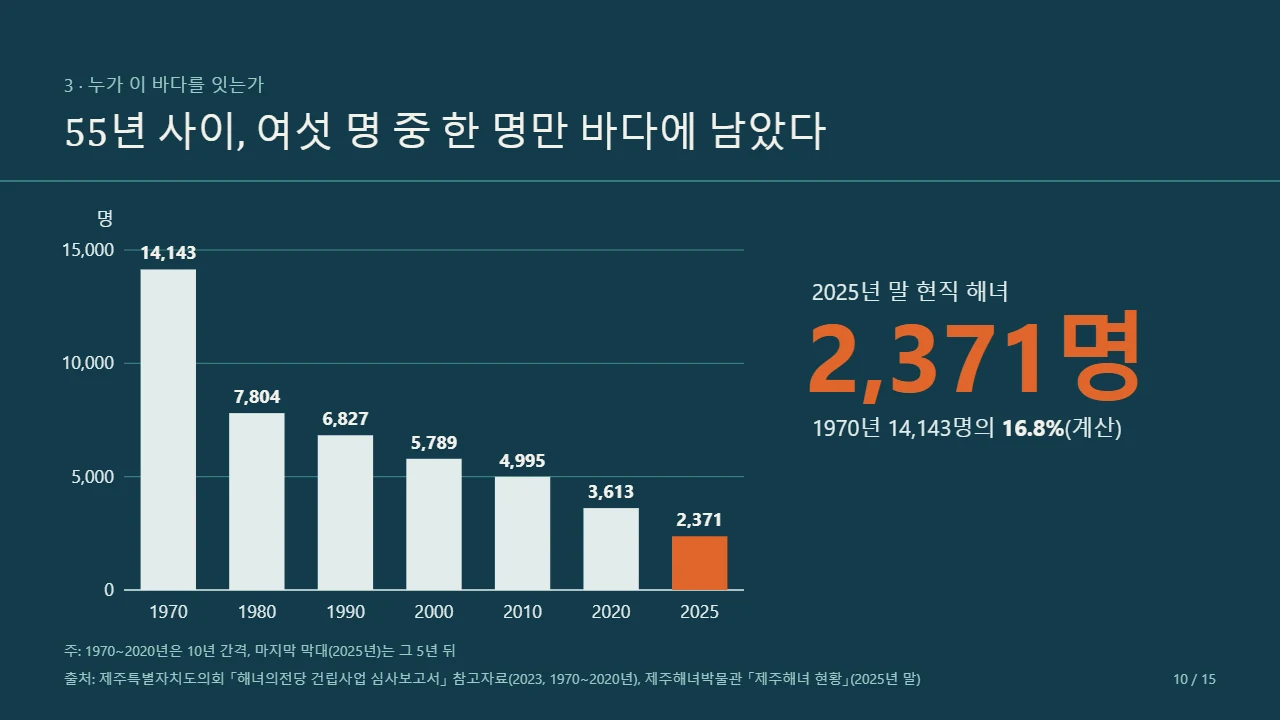 3 · 누가 이 바다를 잇는가
55년 사이, 여섯 명 중 한 명만 바다에 남았다
명
15,000
10,000
5,000
0
14,143
7,804
6,827
5,789
4,995
3,613
2,371
1970
1980
1990
2000
2010
2020
2025
2025년 말 현직 해녀
2,371명
1970년 14,143명의 16.8%(계산)
주: 1970~2020년은 10년 간격, 마지막 막대(2025년)는 그 5년 뒤
출처: 제주특별자치도의회 「해녀의전당 건립사업 심사보고서」 참고자료(2023, 1970~2020년), 제주해녀박물관 「제주해녀 현황」(2025년 말)
10 / 15